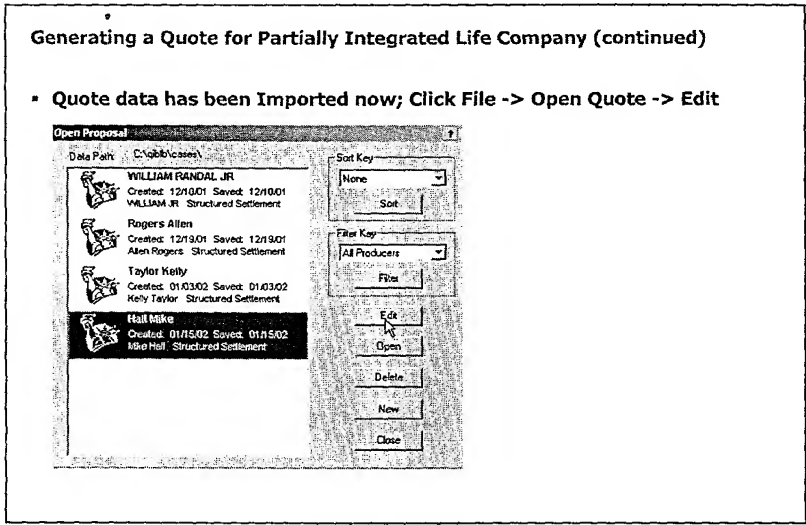 Generating a Quote for Partially Integrated Life Company (continued)
▪ Quote data has been Imported now; Click File -> Open Quote -> Edit
Open Proposal
Data Path: C:\qibib\cases\
WILLIAM RANDAL JR
Created: 12/10/01 Saved: 12/10/01
WILLIAM JR Structured Settlement
Rogers Allen
Created: 12/19/01 Saved: 12/19/01
Allen Rogers Structured Settlement
Taylor Kelly
Created: 01/03/02 Saved: 01/03/02
Kelly Taylor Structured Settlement
Hall Mike
Created: 01/15/02 Saved: 01/15/02
Mike Hall Structured Settlement
Sort Key
None
Sort
Filter Key
All Producers
Filter
Edit
Open
Delete
New
Close